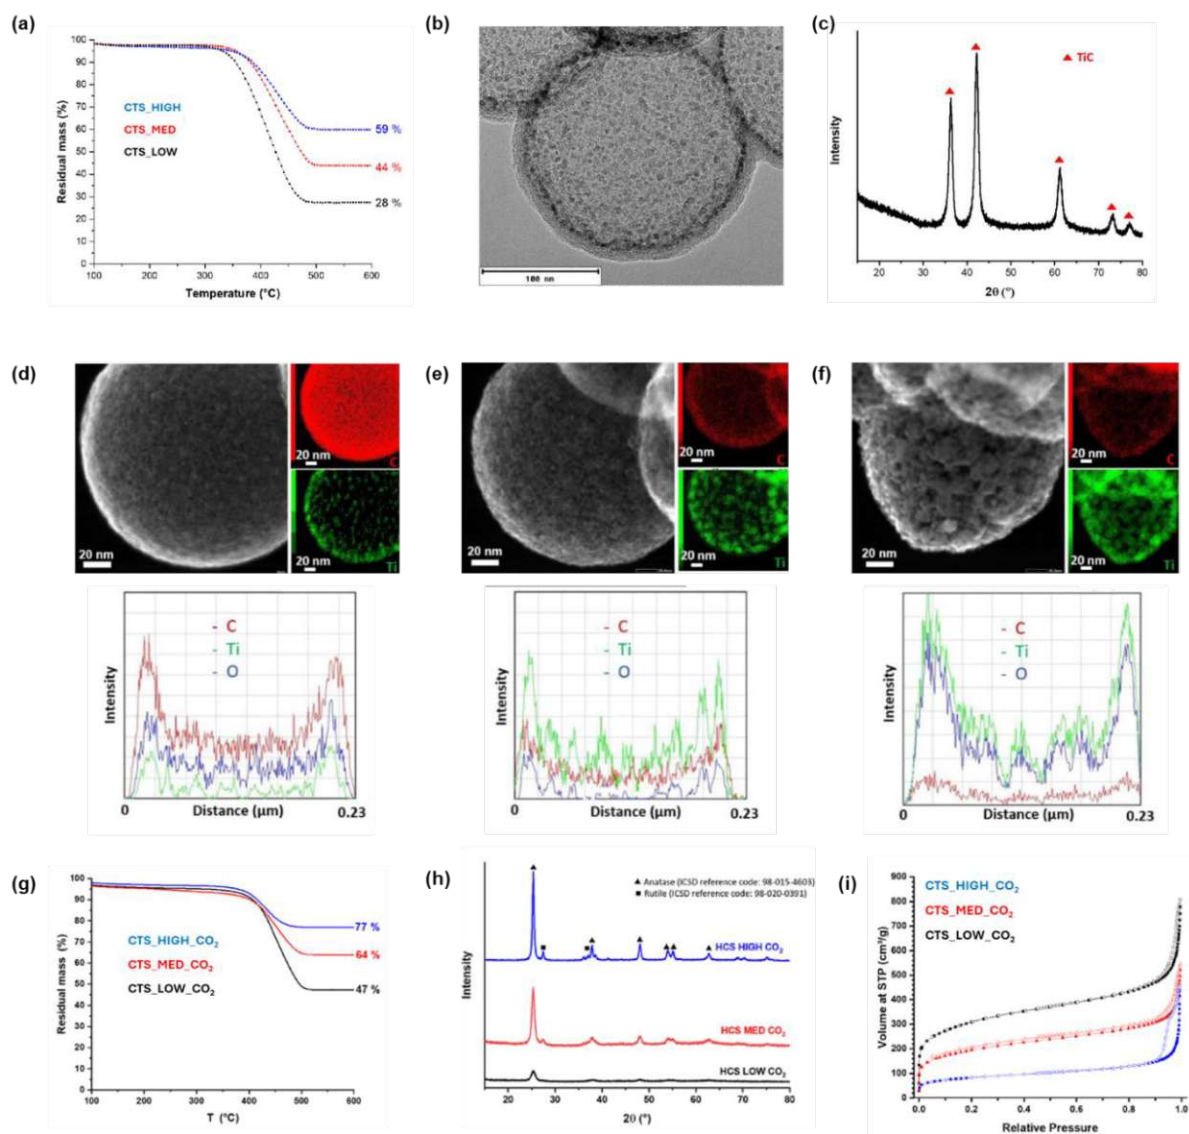 (a)
100
90
80
70
60
50
40
30
20
10
0
Residual mass (%)
CTS_HIGH
CTS_MED
CTS_LOW
59 %
44 %
28 %
100 200 300 400 500 600
Temperature (°C)
(b)
100 nm
(c)
Intensity
TiC
20 30 40 50 60 70 80
2θ (°)
(d)
20 nm
20 nm
C
20 nm
Ti
Intensity
- C
- Ti
- O
0 Distance (µm) 0.23
(e)
20 nm
20 nm
C
20 nm
Ti
Intensity
- C
- Ti
- O
0 Distance (µm) 0.23
(f)
20 nm
20 nm
C
20 nm
Ti
Intensity
- C
- Ti
- O
0 Distance (µm) 0.23
(g)
100
90
80
70
60
50
40
30
20
10
0
Residual mass (%)
CTS_HIGH_CO₂
CTS_MED_CO₂
CTS_LOW_CO₂
77 %
64 %
47 %
100 200 300 400 500 600
T (°C)
(h)
Intensity
Anatase (ICSD reference code: 98-015-4603)
Rutile (ICSD reference code: 98-020-0391)
HCS HIGH CO₂
HCS MED CO₂
HCS LOW CO₂
20 30 40 50 60 70 80
2θ (°)
(i)
900
800
700
600
500
400
300
200
100
0
Volume at STP (cm³/g)
CTS_HIGH_CO₂
CTS_MED_CO₂
CTS_LOW_CO₂
0.0 0.2 0.4 0.6 0.8 1.0
Relative Pressure